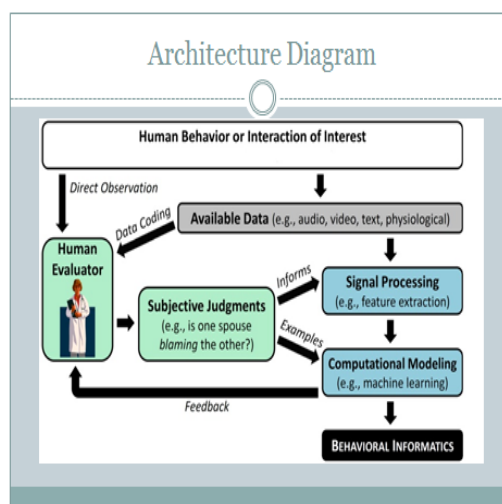 Architecture Diagram
Human Behavior or Interaction of Interest
Direct Observation
Data Coding
Available Data (e.g., audio, video, text, physiological)
Human
Evaluator
Subjective Judgments
(e.g., is one spouse
blaming the other?)
Informs
Examples
Signal Processing
(e.g., feature extraction)
Computational Modeling
(e.g., machine learning)
Feedback
BEHAVIORAL INFORMATICS